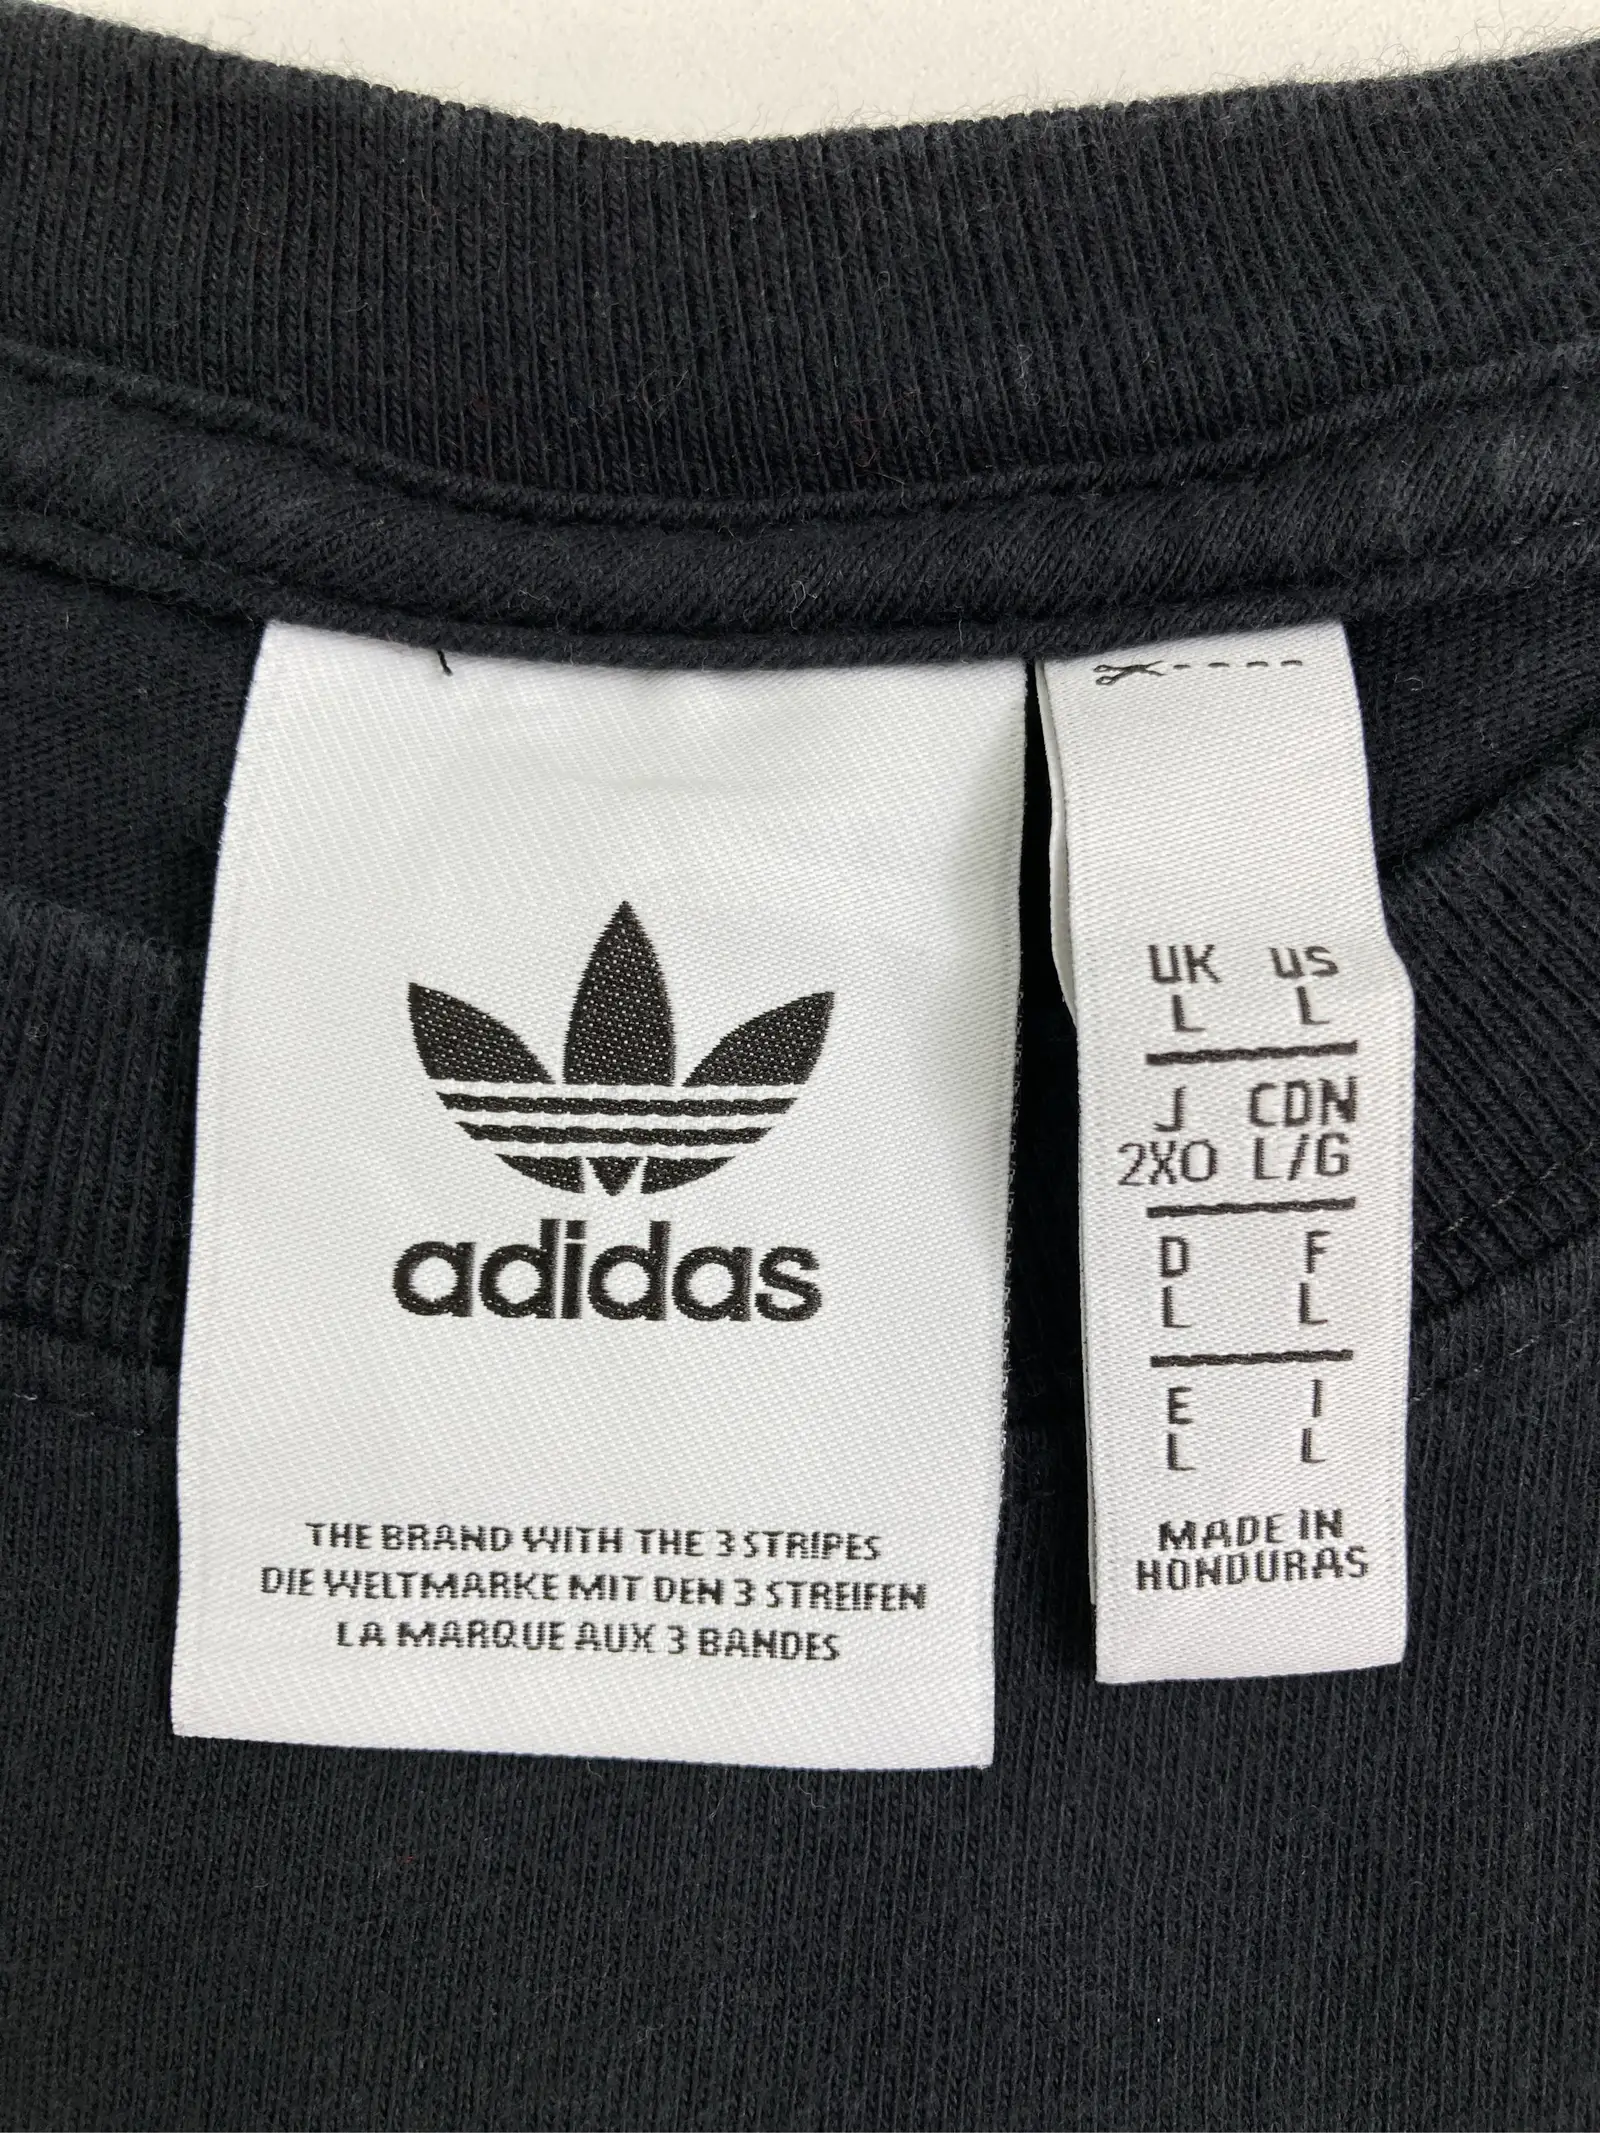 adidas
THE BRAND WITH THE 3 STRIPES
DIE WELTMARKE MIT DEN 3 STREIFEN
LA MARQUE AUX 3 BANDES
UK US
L L
J CDN
2XO L/G
D F
L L
E I
L L
MADE IN
HONDURAS